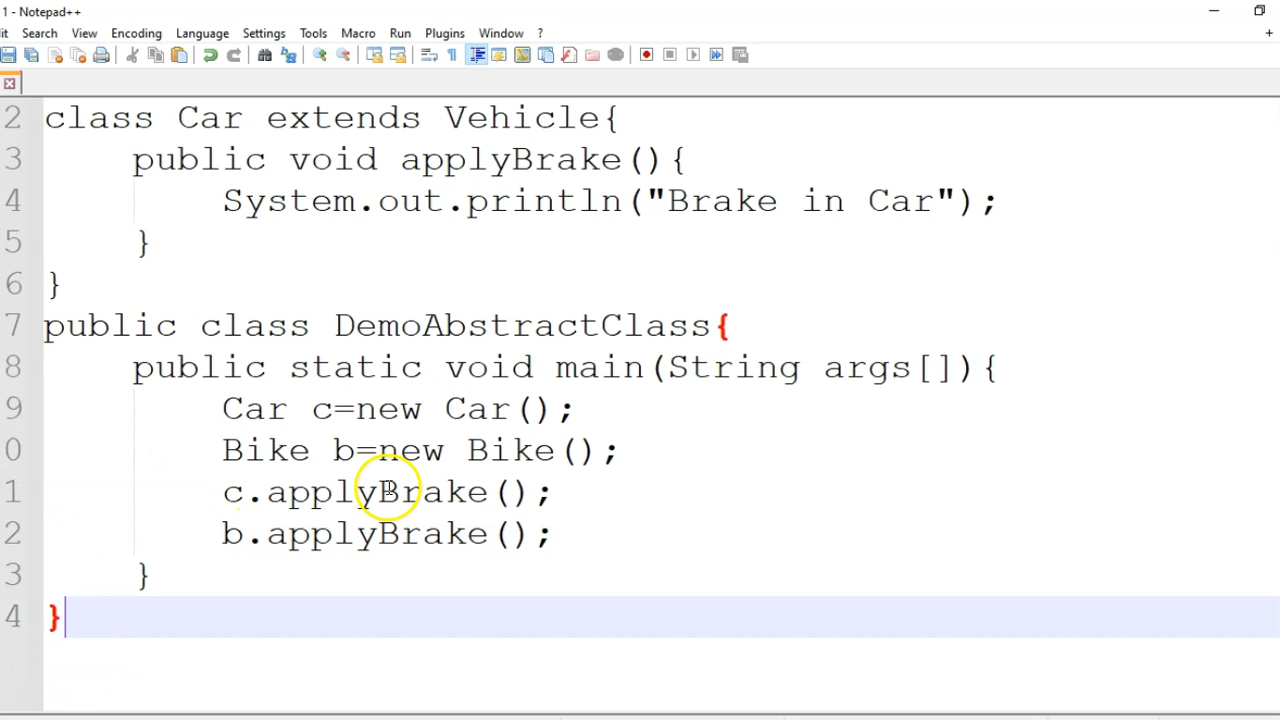 1 - Notepad++
it Search View Encoding Language Settings Tools Macro Run Plugins Window ?
2 class Car extends Vehicle{
3 public void applyBrake(){
4 System.out.println("Brake in Car");
5 }
6 }
7 public class DemoAbstractClass{
8 public static void main(String args[]){
9 Car c=new Car();
0 Bike b=new Bike();
1 c.applyBrake();
2 b.applyBrake();
3 }
4 }